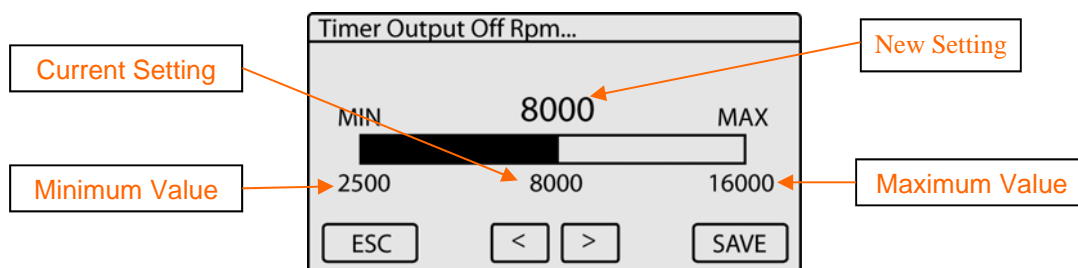 Timer Output Off Rpm...
New Setting
Current Setting
MIN 8000 MAX
Minimum Value
2500 8000 16000
Maximum Value
ESC < > SAVE